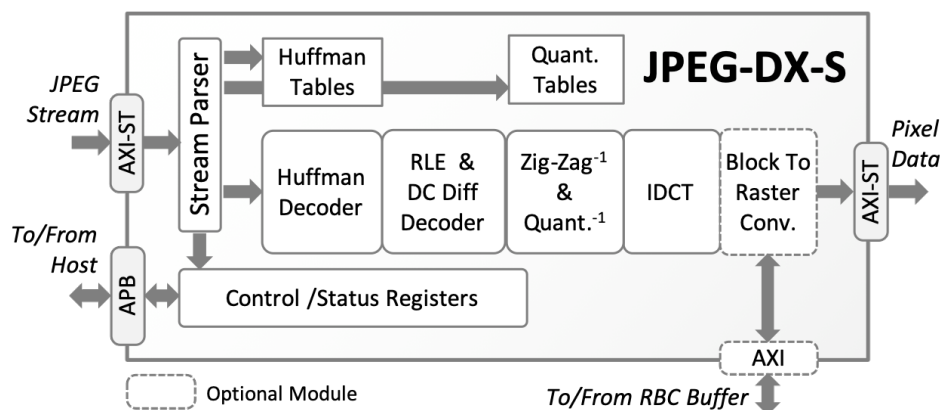 JPEG-DX-S
JPEG
Stream
AXI-ST
Stream Parser
Huffman
Tables
Quant.
Tables
Huffman
Decoder
RLE &
DC Diff
Decoder
Zig-Zag⁻¹
&
Quant.⁻¹
IDCT
Block To
Raster
Conv.
AXI-ST
Pixel
Data
To/From
Host
APB
Control /Status Registers
AXI
Optional Module
To/From RBC Buffer